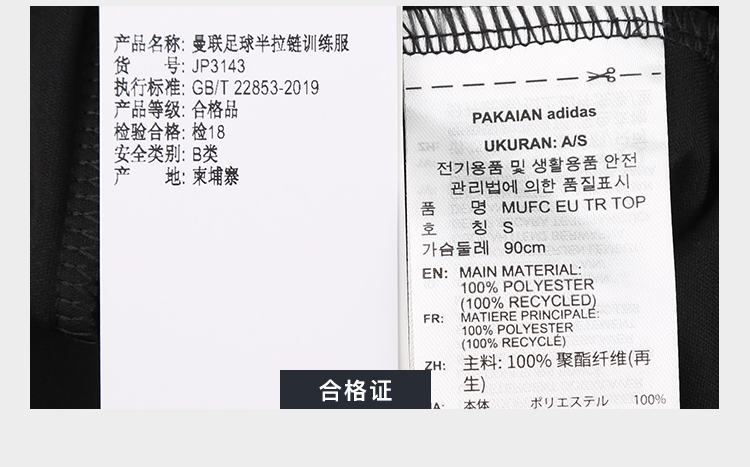 产品名称: 曼联足球半拉链训练服
货 号: JP3143
执行标准: GB/T 22853-2019
产品等级: 合格品
检验合格: 检18
安全类别: B类
产 地: 柬埔寨
PAKAIAN adidas
UKURAN: A/S
전기용품 및 생활용품 안전
관리법에 의한 품질표시
품 명 MUFC EU TR TOP
호 칭 S
가슴둘레 90cm
EN: MAIN MATERIAL:
100% POLYESTER
(100% RECYCLED)
FR: MATIERE PRINCIPALE:
100% POLYESTER
(100% RECYCLÉ)
ZH: 主料: 100% 聚酯纤维(再
生)
JA: 本体 ポリエステル 100%
合格证